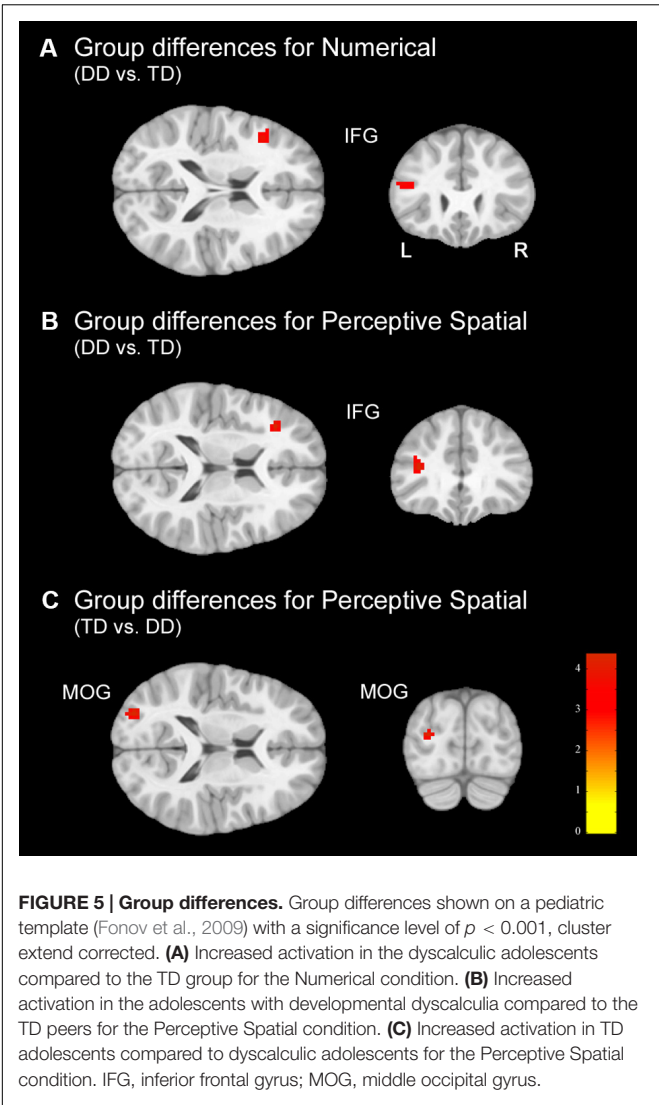 A Group differences for Numerical
(DD vs. TD)
IFG
L R
B Group differences for Perceptive Spatial
(DD vs. TD)
IFG
C Group differences for Perceptive Spatial
(TD vs. DD)
MOG
MOG
4
3
2
1
0
FIGURE 5 | Group differences. Group differences shown on a pediatric
template (Fonov et al., 2009) with a significance level of p < 0.001, cluster
extend corrected. (A) Increased activation in the dyscalculic adolescents
compared to the TD group for the Numerical condition. (B) Increased
activation in the adolescents with developmental dyscalculia compared to the
TD peers for the Perceptive Spatial condition. (C) Increased activation in TD
adolescents compared to dyscalculic adolescents for the Perceptive Spatial
condition. IFG, inferior frontal gyrus; MOG, middle occipital gyrus.